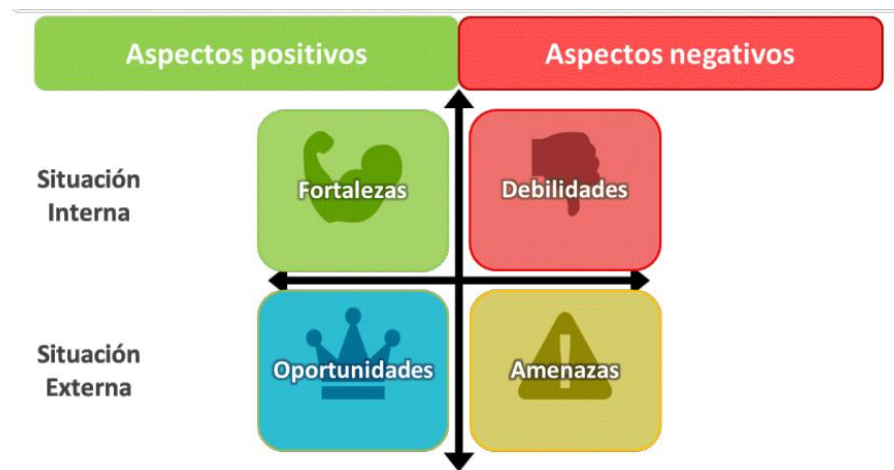 Aspectos positivos
Aspectos negativos
Situación
Interna
Fortalezas
Debilidades
Situación
Externa
Oportunidades
Amenazas